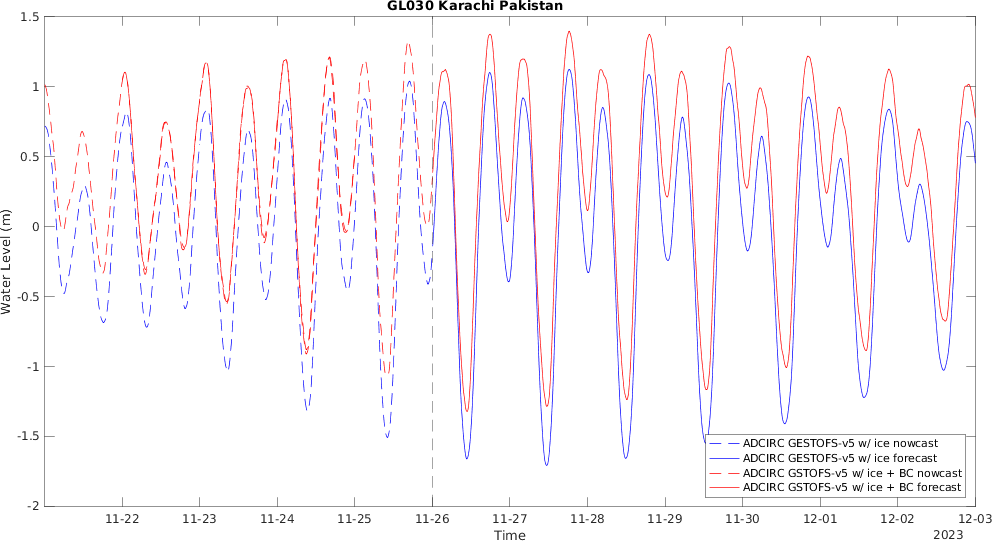 GL030 Karachi Pakistan
Water Level (m)
1.5
1
0.5
0
-0.5
-1
-1.5
-2
ADCIRC GESTOFS-v5 w/ ice nowcast
ADCIRC GESTOFS-v5 w/ ice forecast
ADCIRC GSTOFS-v5 w/ ice + BC nowcast
ADCIRC GSTOFS-v5 w/ ice + BC forecast
11-22 11-23 11-24 11-25 11-26 11-27 11-28 11-29 11-30 12-01 12-02 12-03
Time
2023